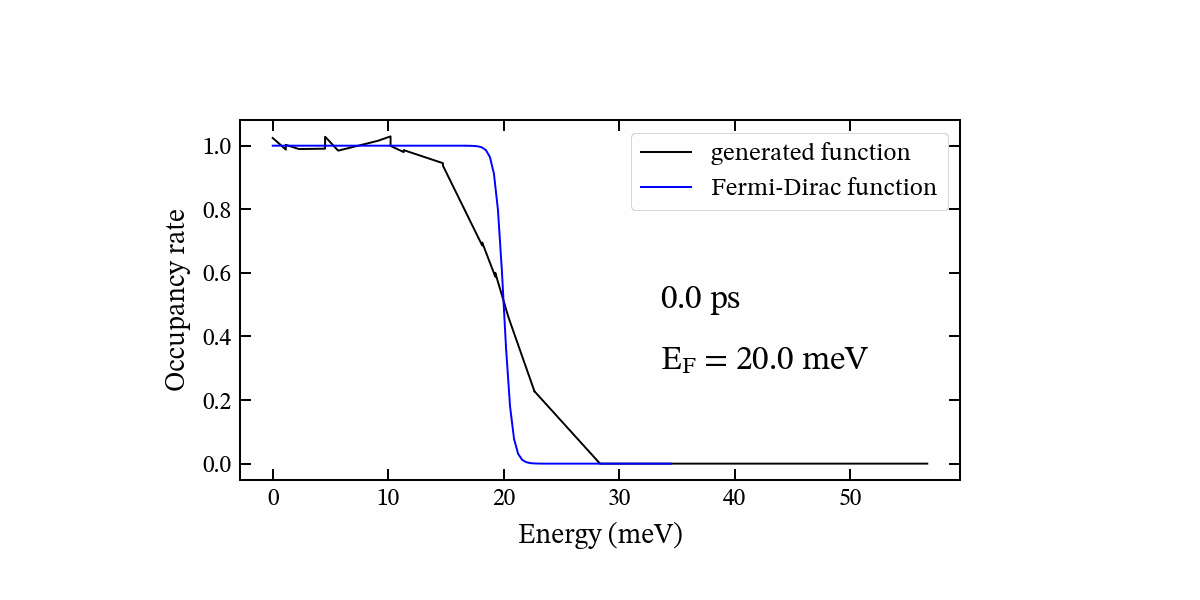 generated function
Fermi-Dirac function
1.0
0.8
0.6
0.4
0.2
0.0
Occupancy rate
0.0 ps
E_F = 20.0 meV
0 10 20 30 40 50
Energy (meV)